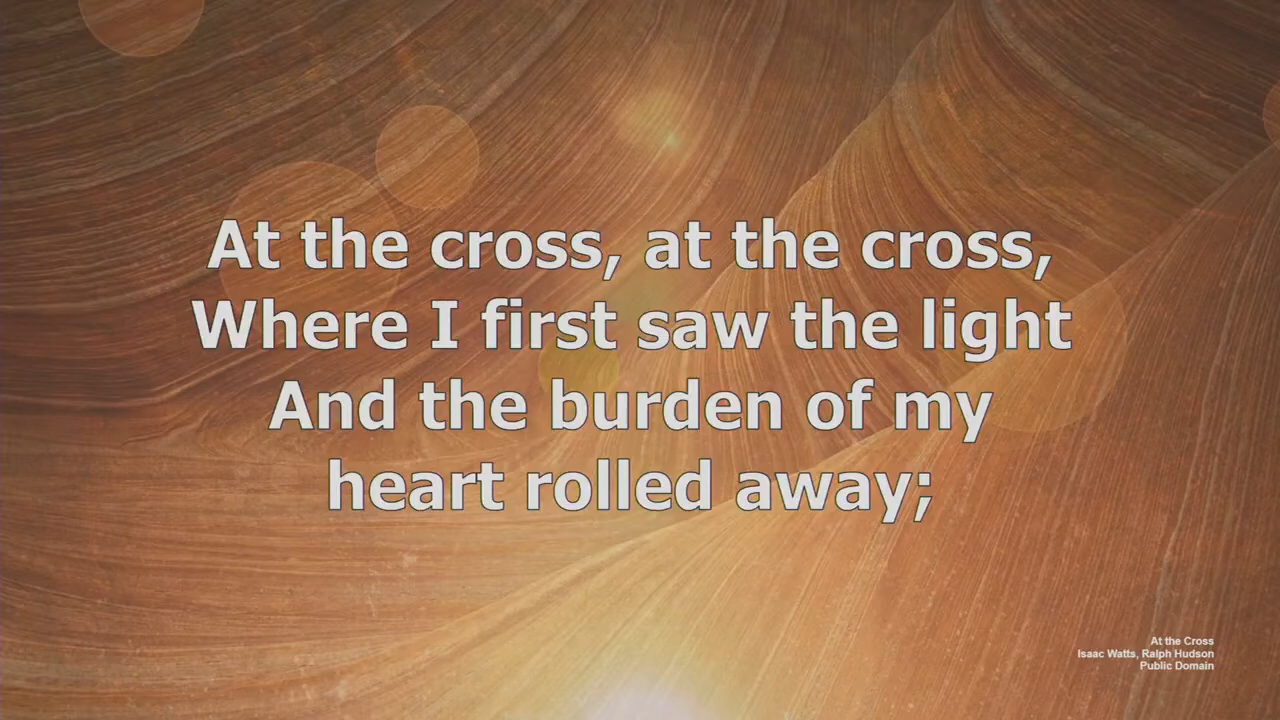 At the cross, at the cross,
Where I first saw the light
And the burden of my
heart rolled away;
At the Cross
Isaac Watts, Ralph Hudson
Public Domain